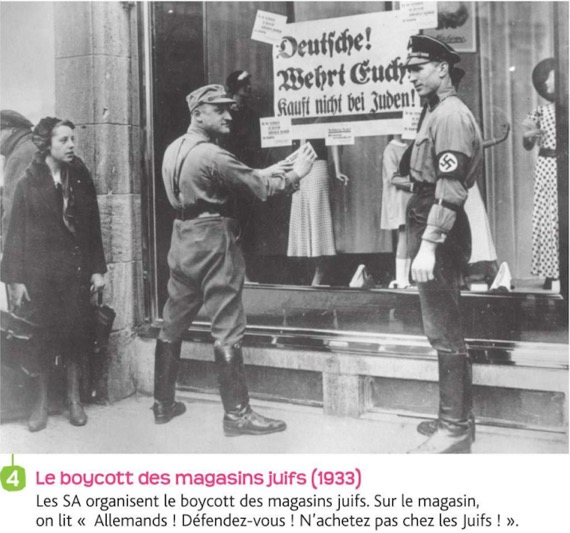 Deutsche!
Wehrt Euch!
Kauft nicht bei Juden!
4 Le boycott des magasins juifs (1933)
Les SA organisent le boycott des magasins juifs. Sur le magasin,
on lit « Allemands ! Défendez-vous ! N'achetez pas chez les Juifs ! ».